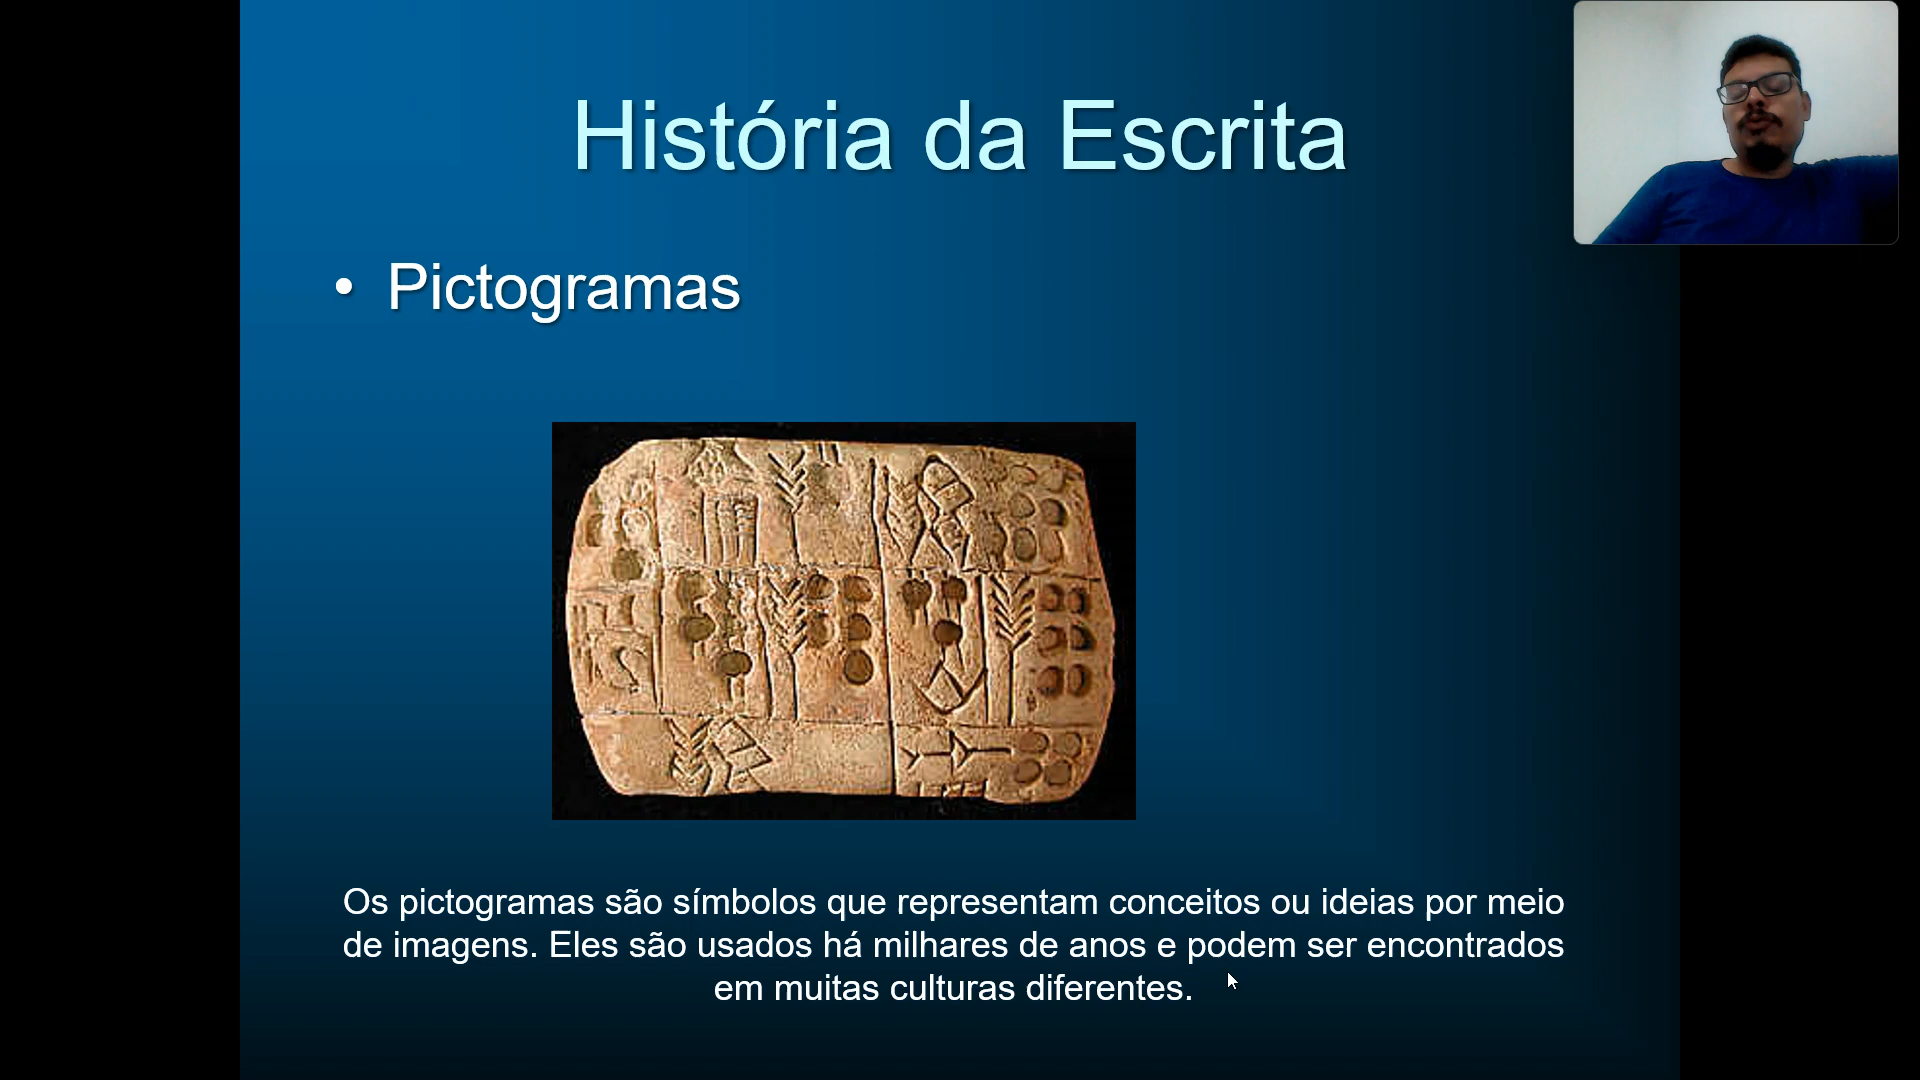 História da Escrita
• Pictogramas
Os pictogramas são símbolos que representam conceitos ou ideias por meio
de imagens. Eles são usados há milhares de anos e podem ser encontrados
em muitas culturas diferentes.